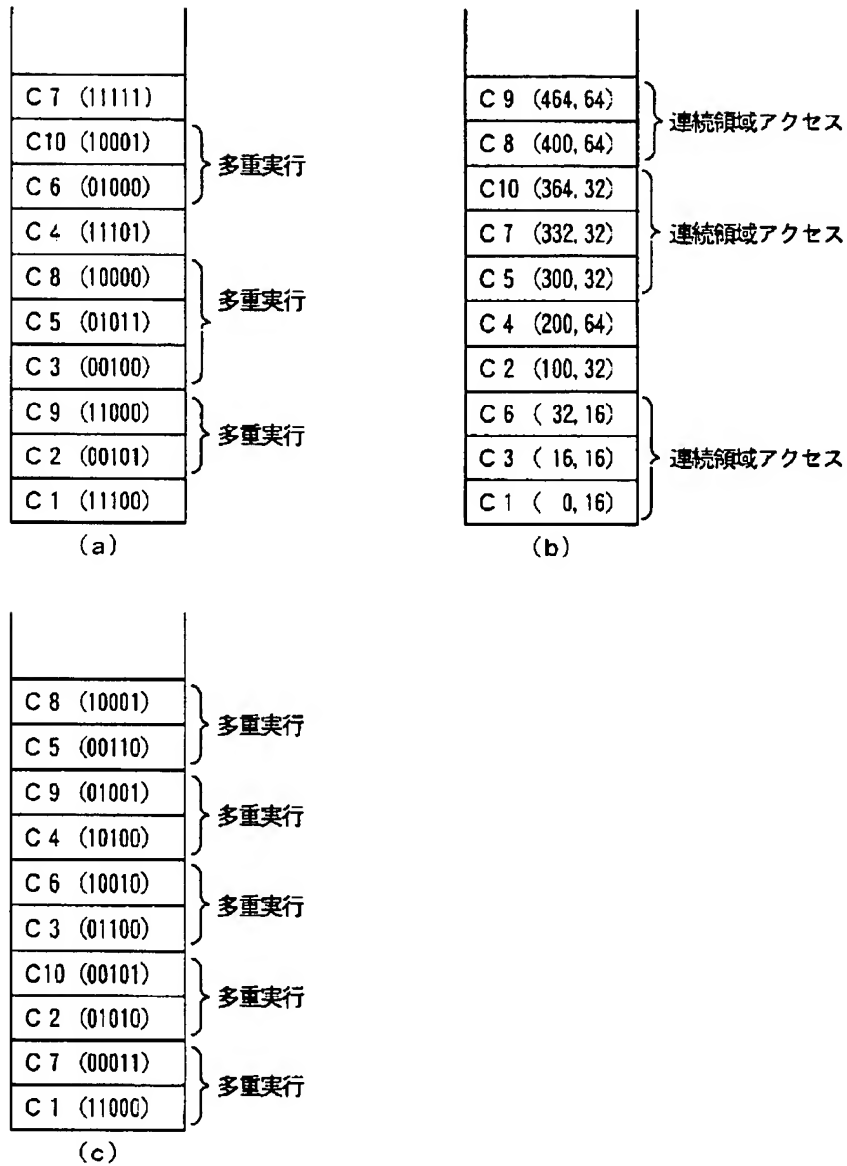 C 7 (11111)
C10 (10001)
C 6 (01000)
多重実行
C 4 (11101)
C 8 (10000)
C 5 (01011)
C 3 (00100)
多重実行
C 9 (11000)
C 2 (00101)
多重実行
C 1 (11100)
(a)
C 9 (464, 64)
C 8 (400, 64)
連続領域アクセス
C10 (364, 32)
C 7 (332, 32)
C 5 (300, 32)
連続領域アクセス
C 4 (200, 64)
C 2 (100, 32)
C 6 ( 32, 16)
C 3 ( 16, 16)
C 1 ( 0, 16)
連続領域アクセス
(b)
C 8 (10001)
C 5 (00110)
多重実行
C 9 (01001)
C 4 (10100)
多重実行
C 6 (10010)
C 3 (01100)
多重実行
C10 (00101)
C 2 (01010)
多重実行
C 7 (00011)
C 1 (11000)
多重実行
(c)